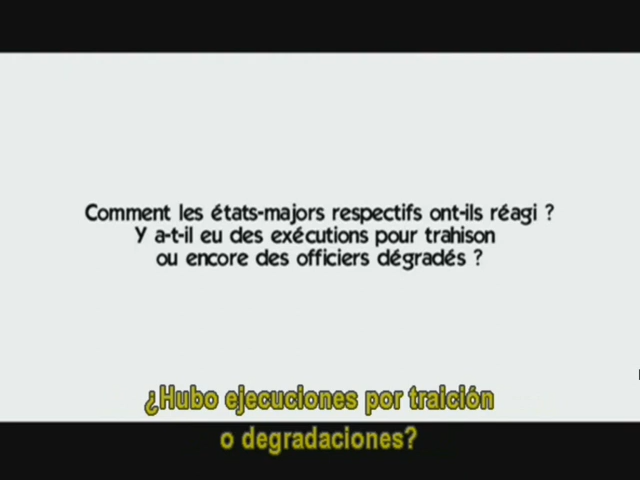 Comment les états-majors respectifs ont-ils réagi ?
Y a-t-il eu des exécutions pour trahison
ou encore des officiers dégradés ?
¿Hubo ejecuciones por traición
o degradaciones?